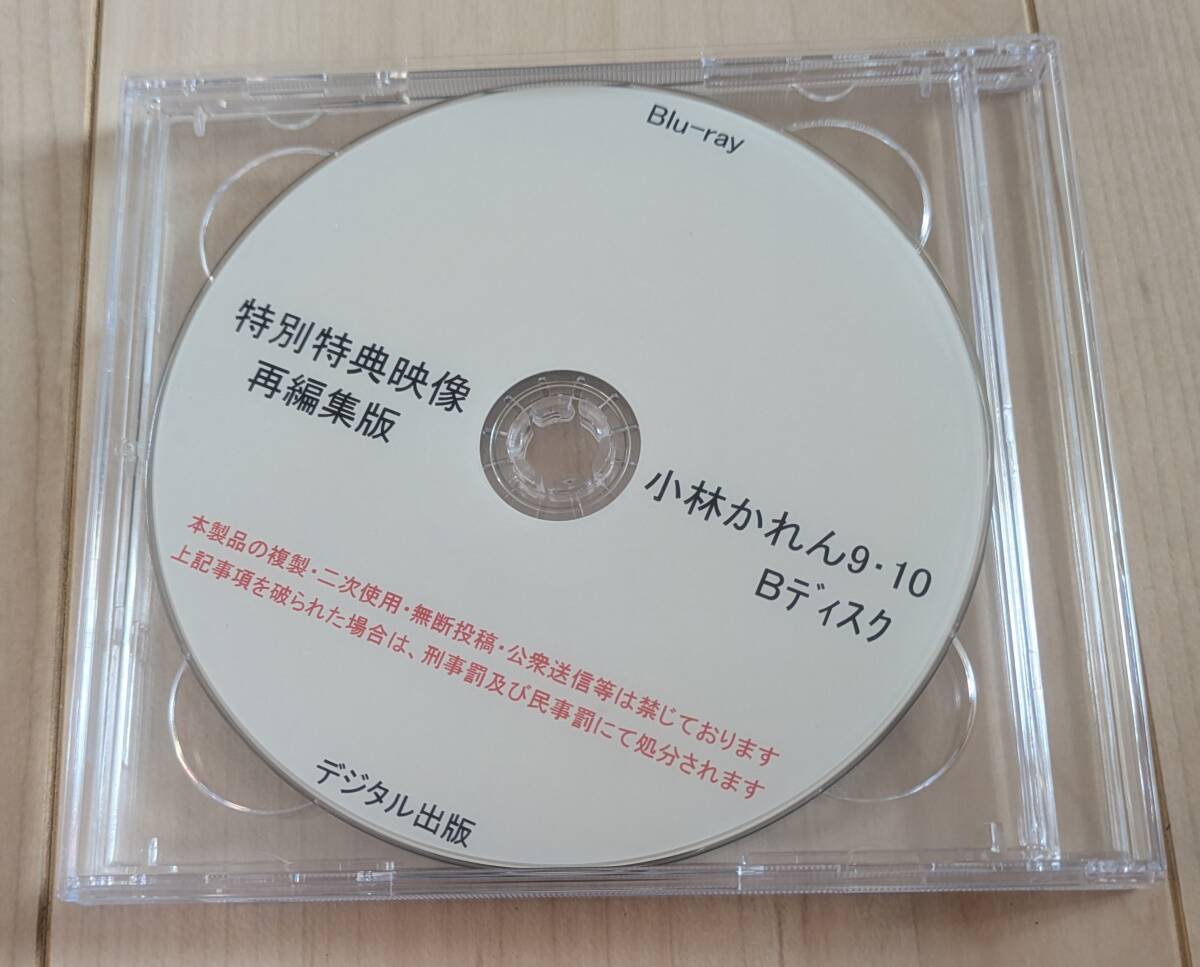 Blu-ray
特別特典映像
再編集版
小林かれん9・10
Bディスク
本製品の複製・二次使用・無断投稿・公衆送信等は禁じております
上記事項を破られた場合は、刑事罰及び民事罰にて処分されます
デジタル出版